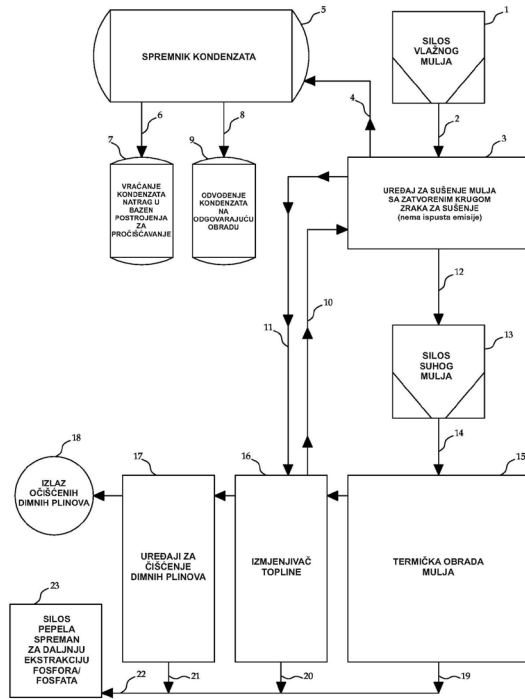 5
SPREMNIK KONDENZATA
1
SILOS
VLAŽNOG
MULJA
4
2
6
8
3
7
9
VRAĆANJE
KONDENZATA
NATRAG U
BAZEN
POSTROJENJA
ZA
PROČIŠĆAVANJE
ODVOĐENJE
KONDENZATA
NA
ODGOVARAJUĆU
OBRADU
UREĐAJ ZA SUŠENJE MULJA
SA ZATVORENIM KRUGOM
ZRAKA ZA SUŠENJE
(nema ispusta emisije)
12
10
11
13
SILOS
SUHOG
MULJA
14
18
17
16
15
IZLAZ
OČIŠĆENIH
DIMNIH PLINOVA
UREĐAJI ZA
ČIŠĆENJE
DIMNIH PLINOVA
IZMJENJIVAČ
TOPLINE
TERMIČKA OBRADA
MULJA
23
SILOS
PEPELA
SPREMAN
ZA DALJNJU
EKSTRAKCIJU
FOSFORA/
FOSFATA
22
21
20
19